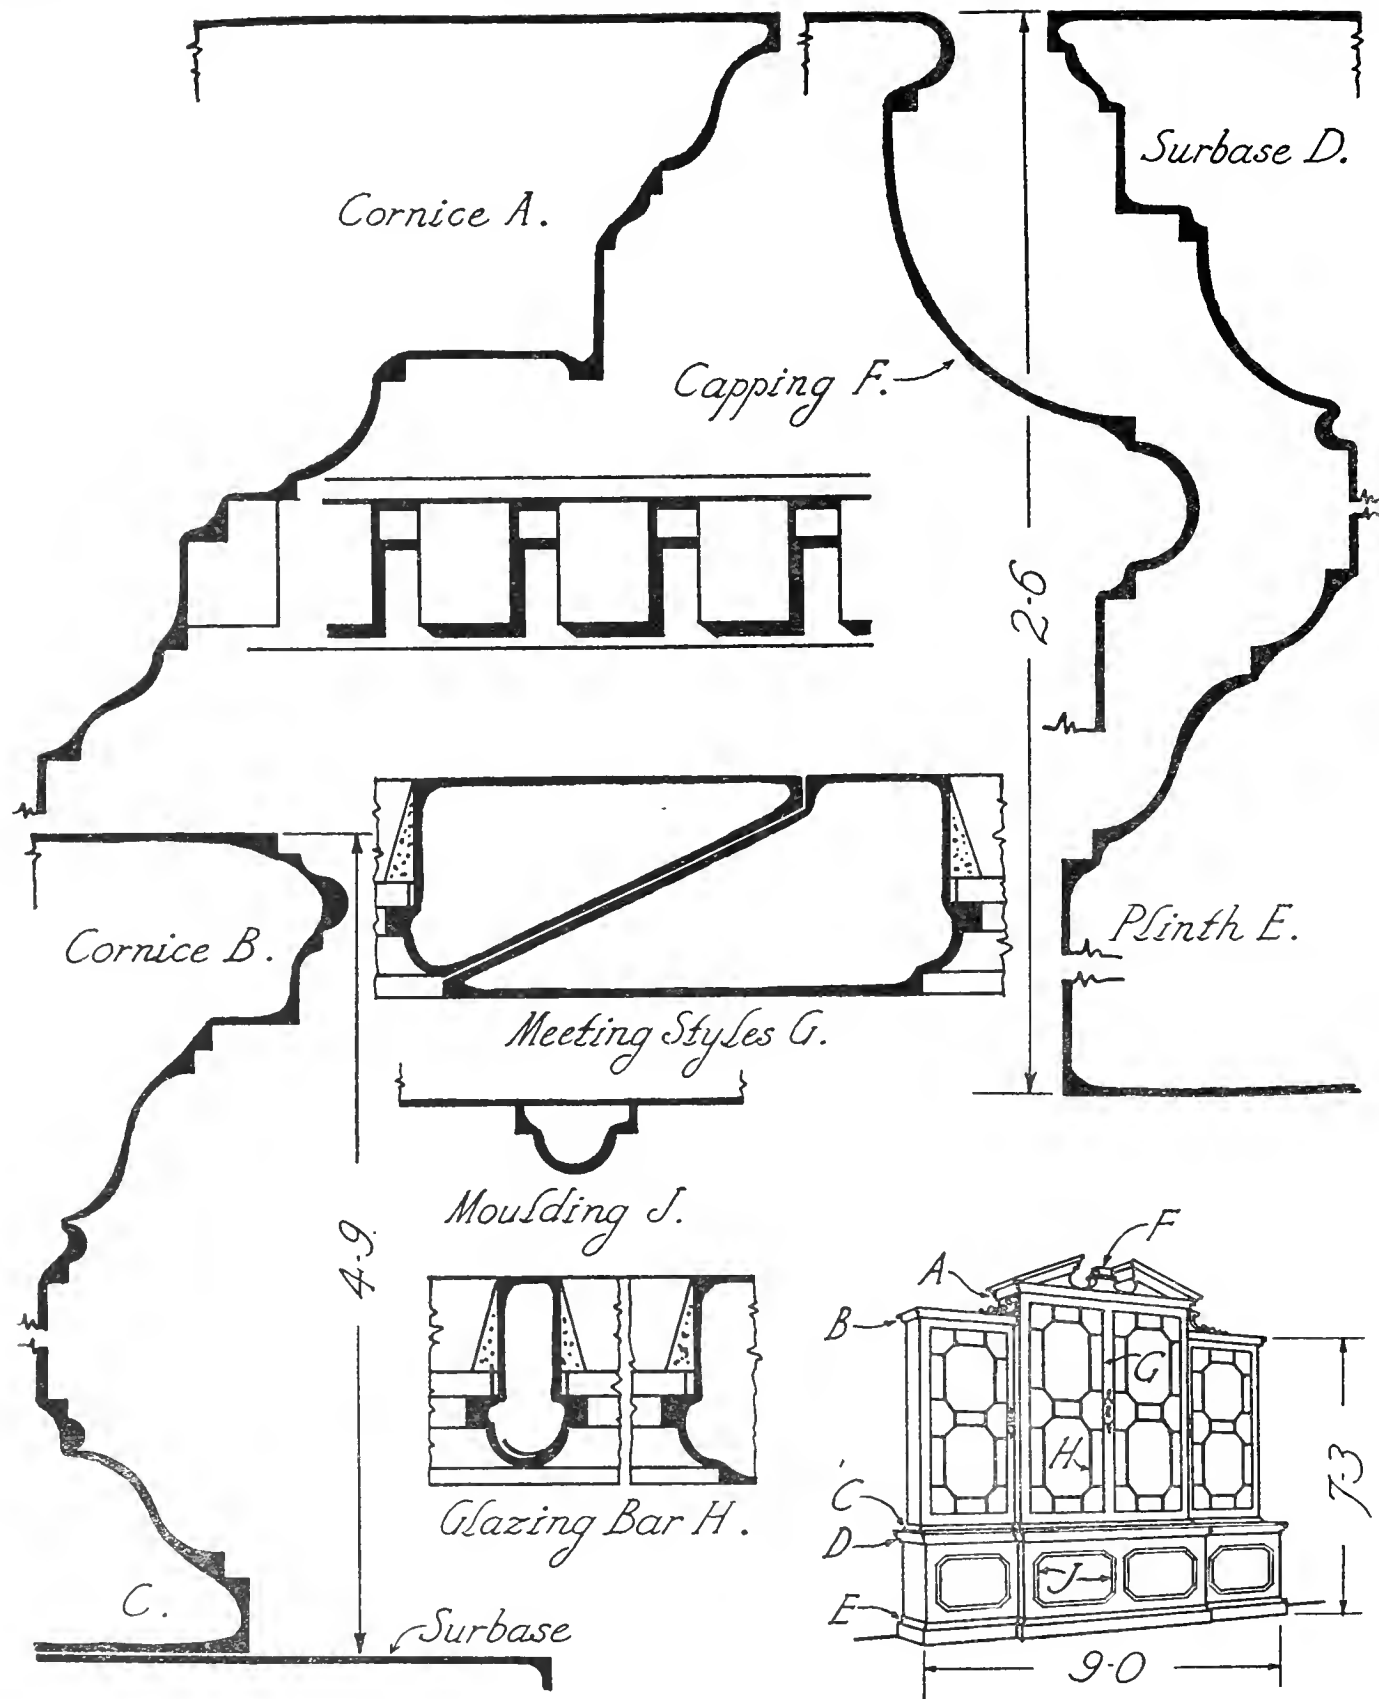 Cornice A.
Surbase D.
Capping F.
2-6
Cornice B.
Plinth E.
Meeting Styles G.
Moulding J.
4-9.
Glazing Bar H.
C.
Surbase
F
A
B
G
H
C
D
J
E
7-3
9-0